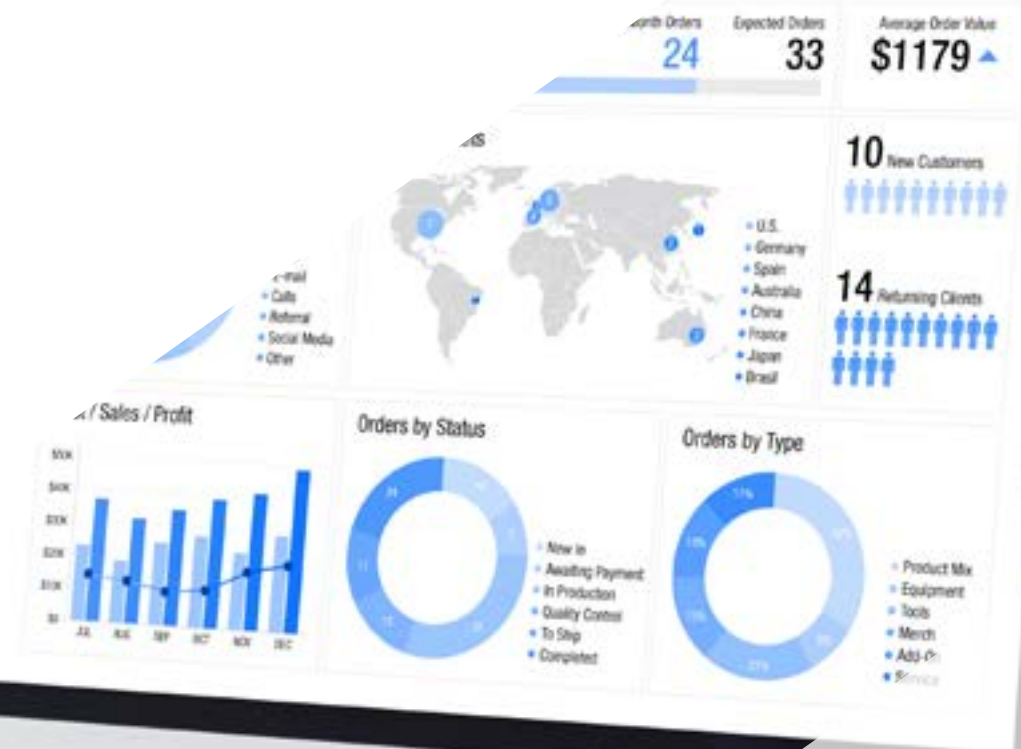 Orders
Expected Orders
Average Order Value
24
33
$1179
10 New Customers
U.S.
Germany
Spain
Australia
China
France
Japan
Brasil
14 Returning Clients
Calls
Referral
Social Media
Other
/ Sales / Profit
Orders by Status
Orders by Type
$50K
$40K
$30K
$20K
$10K
$0
JUL AUG SEP OCT NOV DEC
New In
Awaiting Payment
In Production
Quality Control
To Ship
Completed
Product Mix
Equipment
Tools
Merch
Service